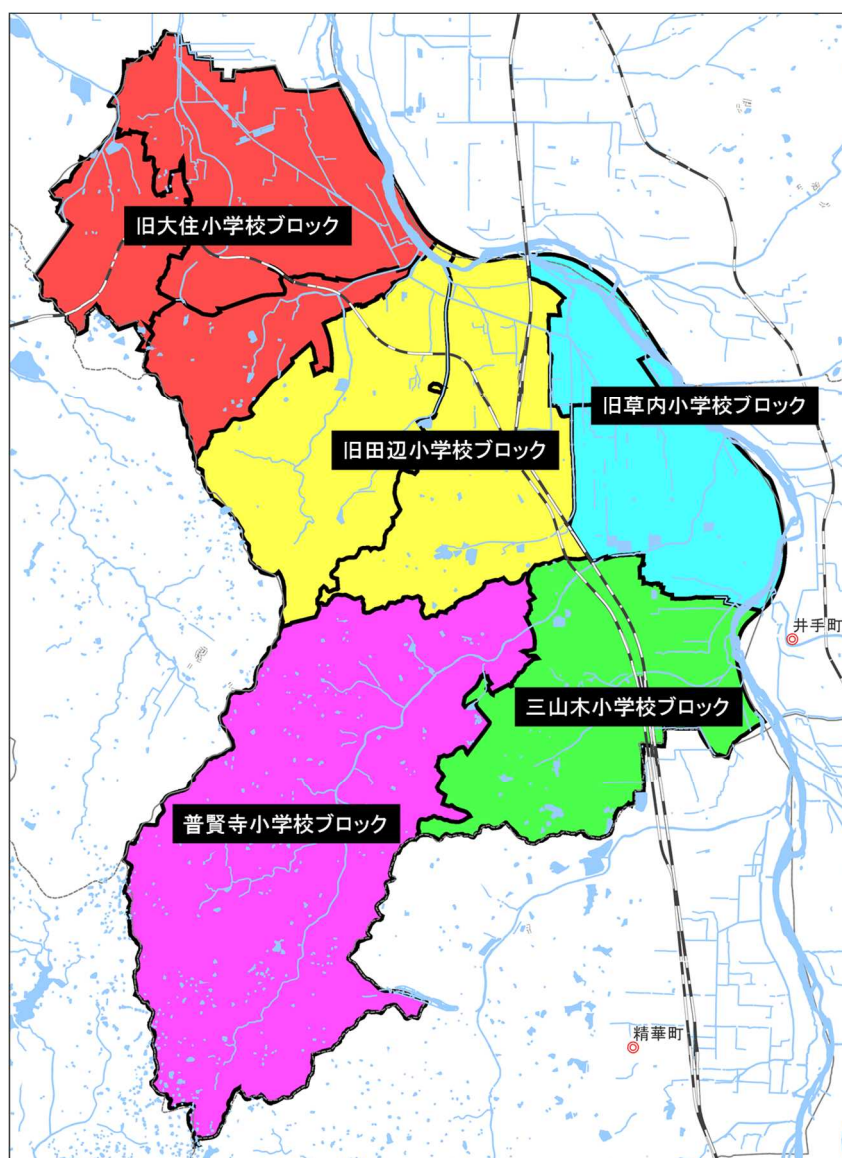 旧大住小学校ブロック
旧草内小学校ブロック
旧田辺小学校ブロック
井手町
三山木小学校ブロック
普賢寺小学校ブロック
精華町